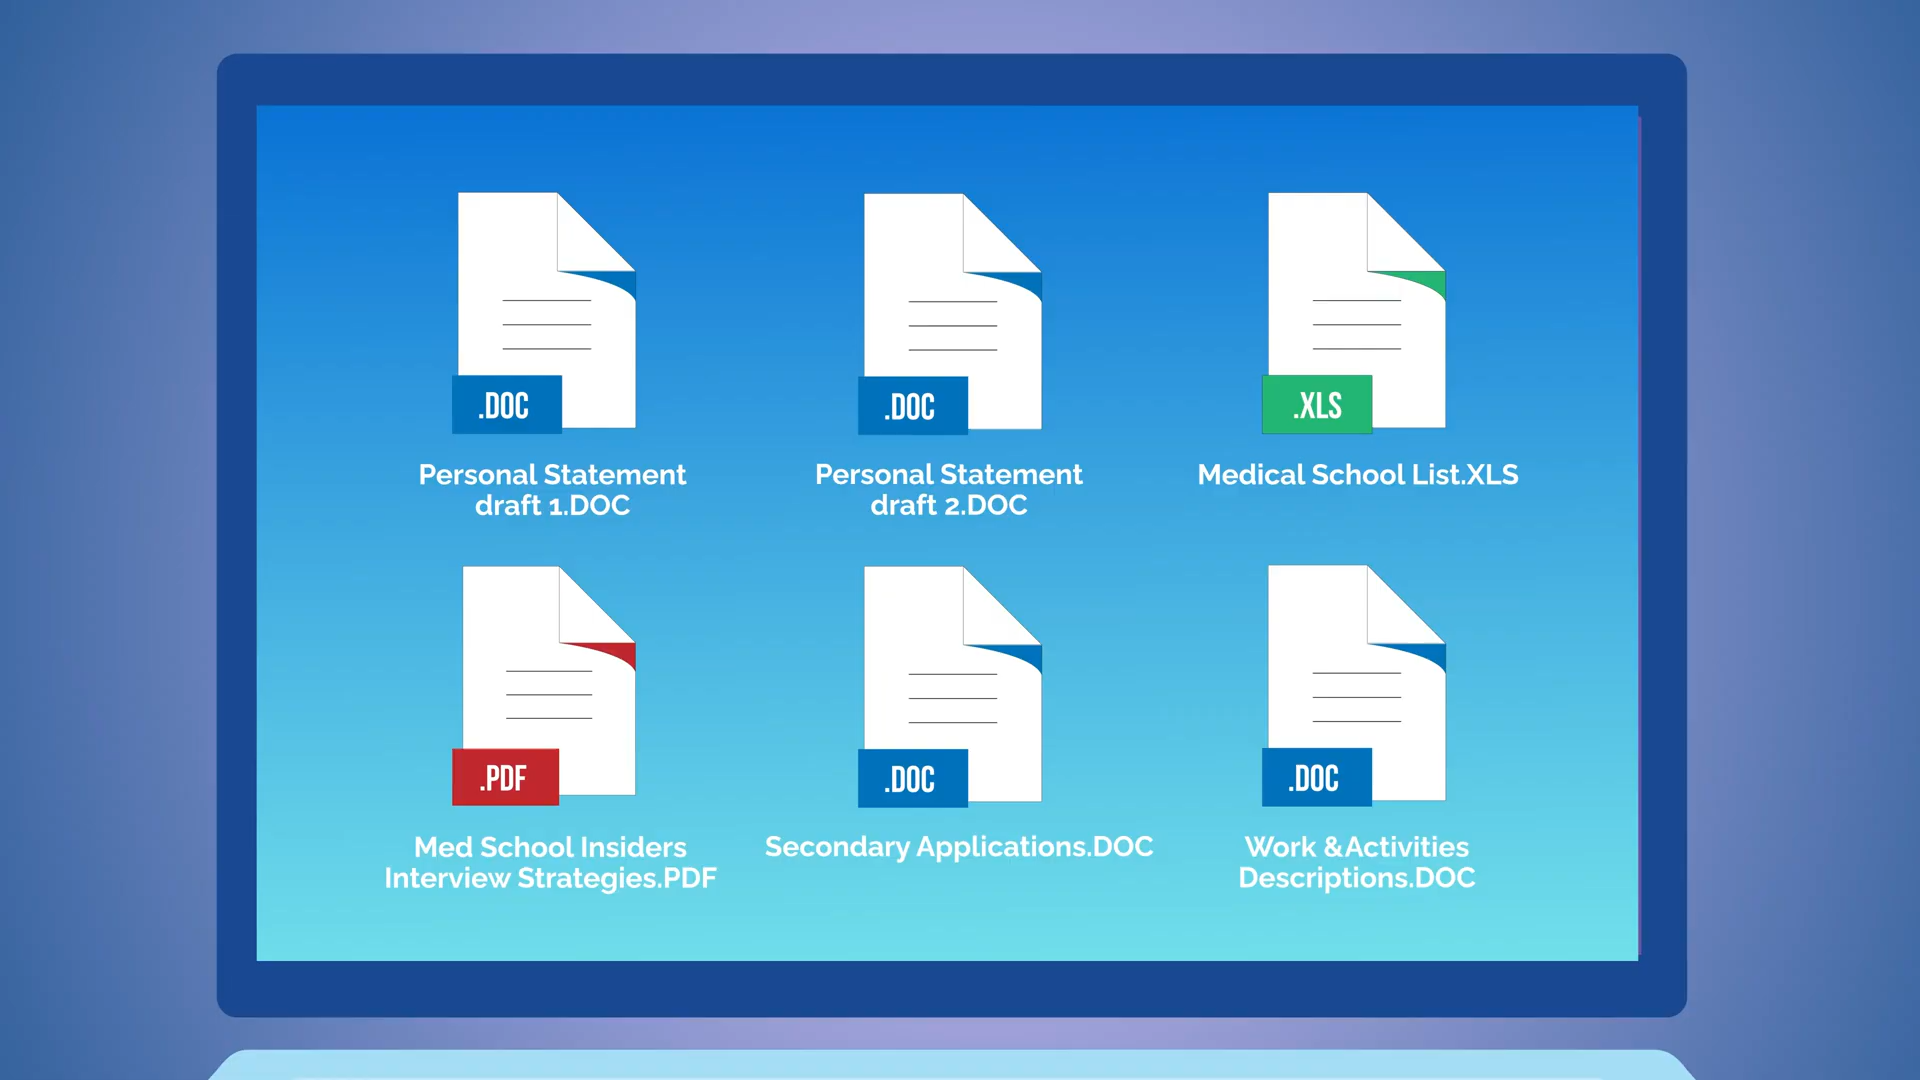 .DOC
.DOC
.XLS
Personal Statement
draft 1.DOC
Personal Statement
draft 2.DOC
Medical School List.XLS
.PDF
.DOC
.DOC
Med School Insiders
Interview Strategies.PDF
Secondary Applications.DOC
Work &Activities
Descriptions.DOC